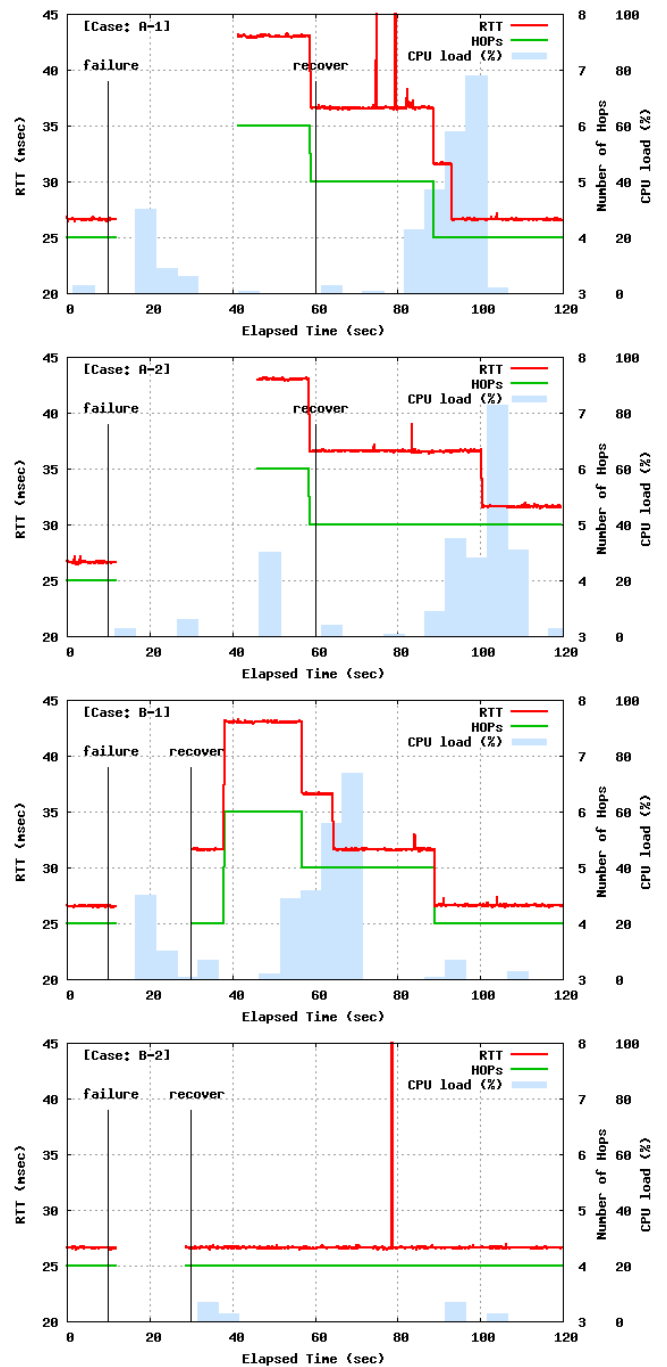 [Case: A-1]
RTT
HOPs
CPU load (%)
failure
recover
RTT (msec)
Number of Hops
CPU load (%)
45
40
35
30
25
20
8
7
6
5
4
3
100
80
60
40
20
0
0 20 40 60 80 100 120
Elapsed Time (sec)
[Case: A-2]
RTT
HOPs
CPU load (%)
failure
recover
RTT (msec)
Number of Hops
CPU load (%)
45
40
35
30
25
20
8
7
6
5
4
3
100
80
60
40
20
0
0 20 40 60 80 100 120
Elapsed Time (sec)
[Case: B-1]
RTT
HOPs
CPU load (%)
failure
recover
RTT (msec)
Number of Hops
CPU load (%)
45
40
35
30
25
20
8
7
6
5
4
3
100
80
60
40
20
0
0 20 40 60 80 100 120
Elapsed Time (sec)
[Case: B-2]
RTT
HOPs
CPU load (%)
failure
recover
RTT (msec)
Number of Hops
CPU load (%)
45
40
35
30
25
20
8
7
6
5
4
3
100
80
60
40
20
0
0 20 40 60 80 100 120
Elapsed Time (sec)